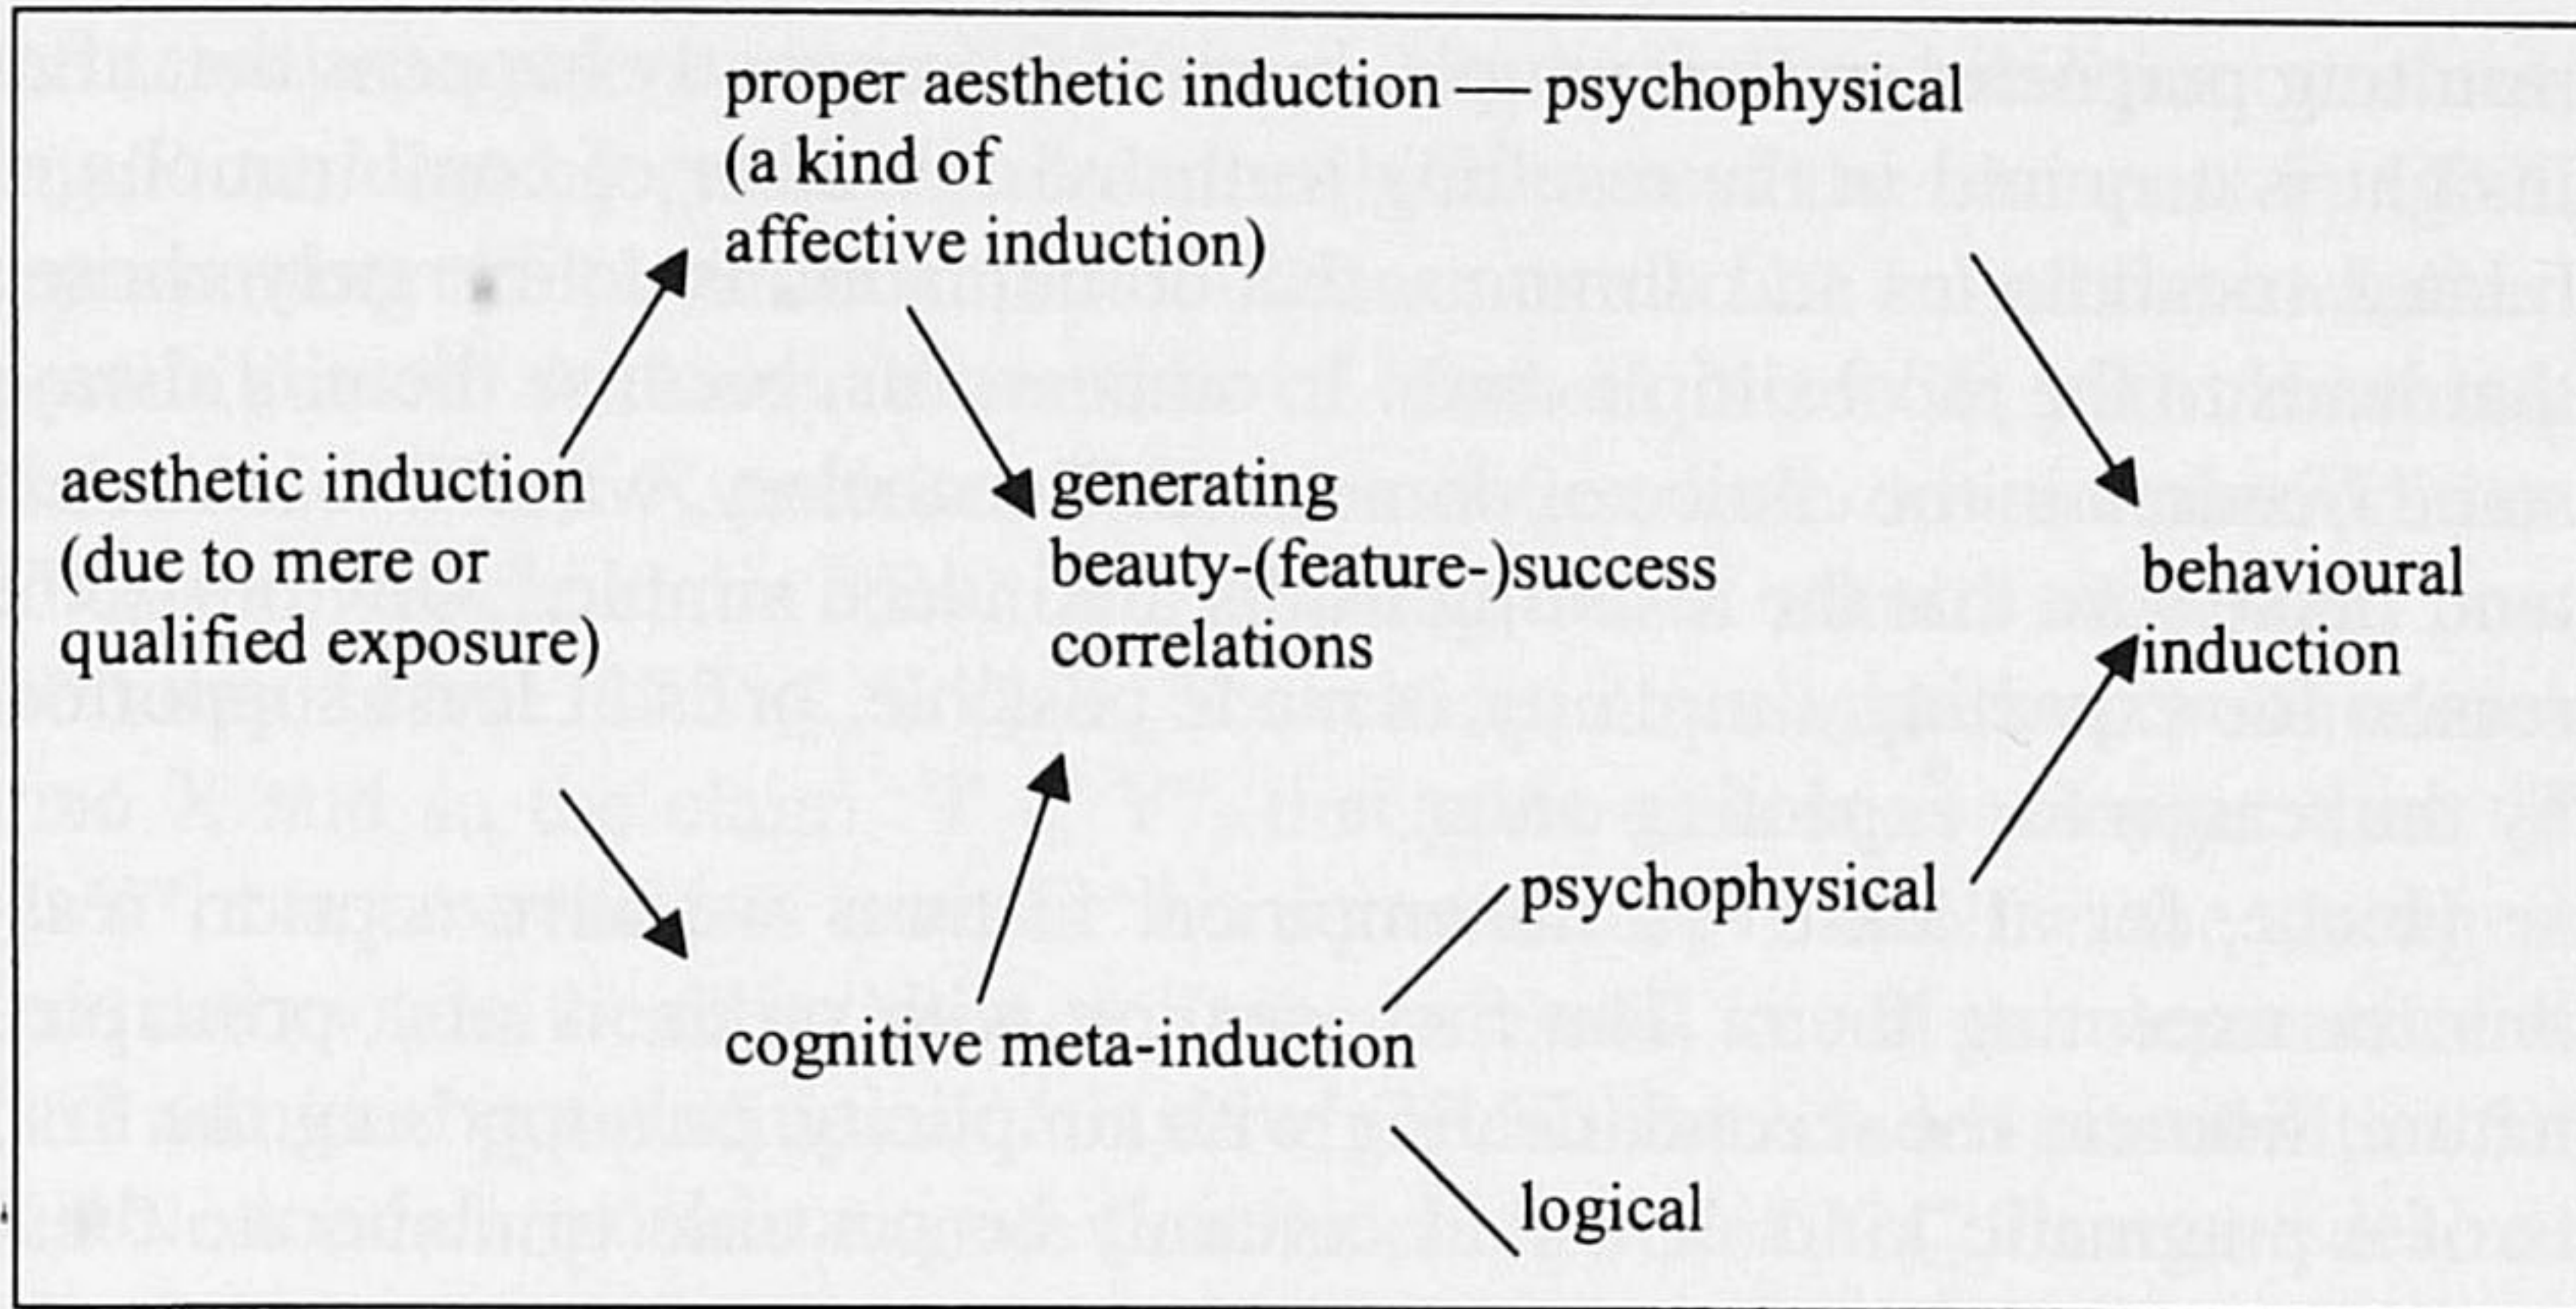 proper aesthetic induction — psychophysical
(a kind of
affective induction)
aesthetic induction
(due to mere or
qualified exposure)
generating
beauty-(feature-)success
correlations
behavioural
induction
psychophysical
cognitive meta-induction
logical